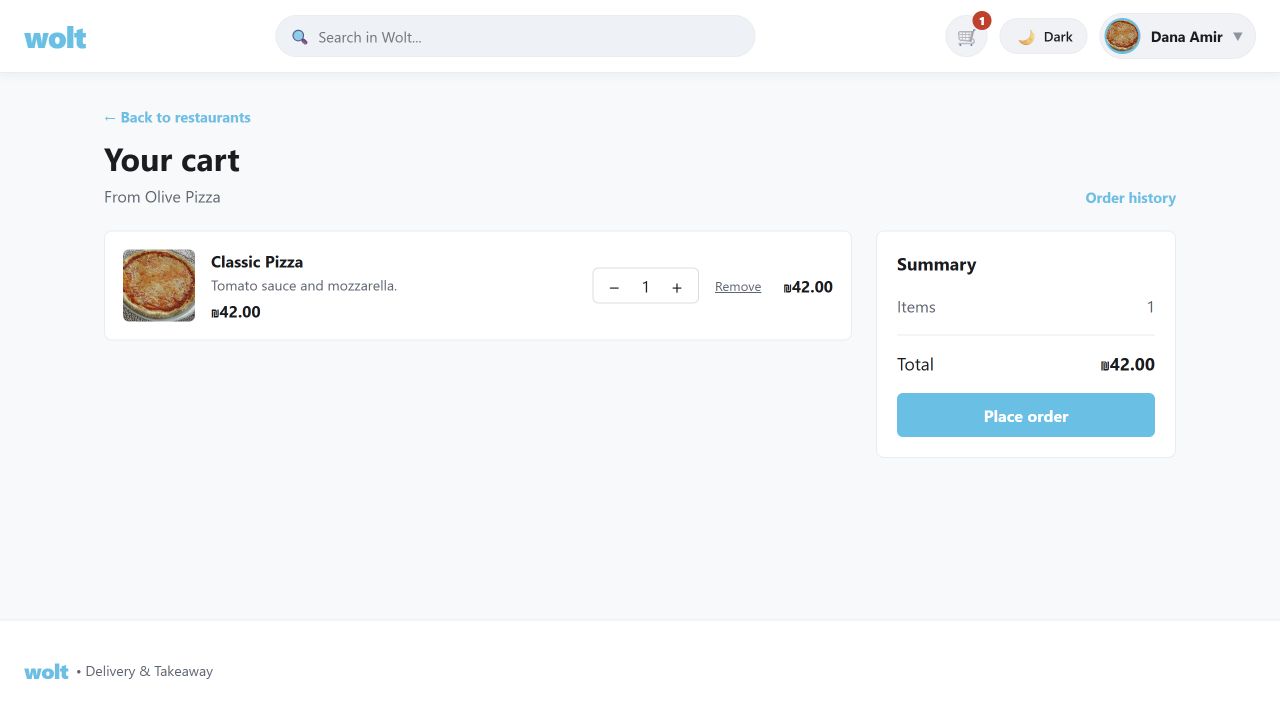 wolt
Search in Wolt...
1
Dark
Dana Amir ▼
← Back to restaurants
Your cart
From Olive Pizza
Order history
Classic Pizza
Tomato sauce and mozzarella.
₪42.00
− 1 +
Remove
₪42.00
Summary
Items 1
Total ₪42.00
Place order
wolt • Delivery & Takeaway